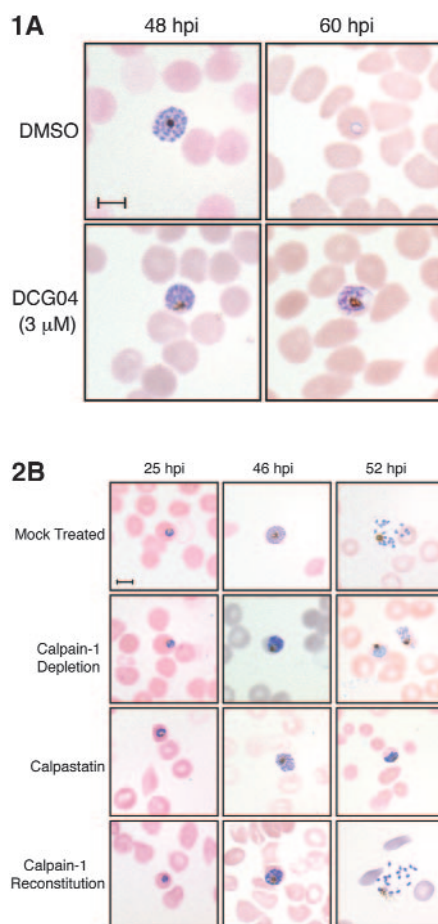 1A
48 hpi
60 hpi
DMSO
DCG04
(3 μM)
2B
25 hpi
46 hpi
52 hpi
Mock Treated
Calpain-1
Depletion
Calpastatin
Calpain-1
Reconstitution